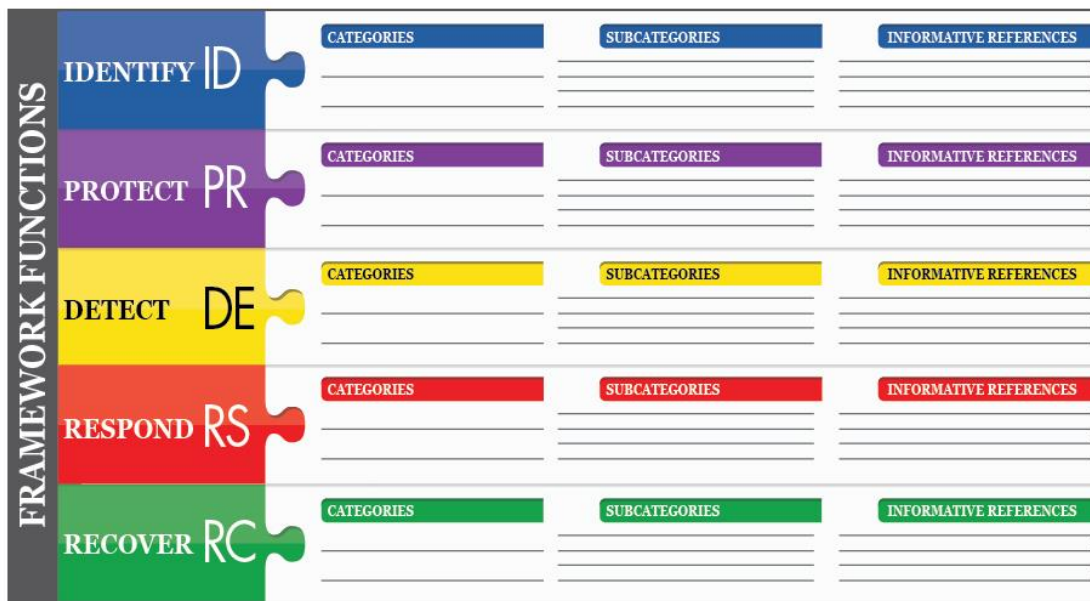 FRAMEWORK FUNCTIONS
IDENTIFY ID
CATEGORIES
SUBCATEGORIES
INFORMATIVE REFERENCES
PROTECT PR
CATEGORIES
SUBCATEGORIES
INFORMATIVE REFERENCES
DETECT DE
CATEGORIES
SUBCATEGORIES
INFORMATIVE REFERENCES
RESPOND RS
CATEGORIES
SUBCATEGORIES
INFORMATIVE REFERENCES
RECOVER RC
CATEGORIES
SUBCATEGORIES
INFORMATIVE REFERENCES